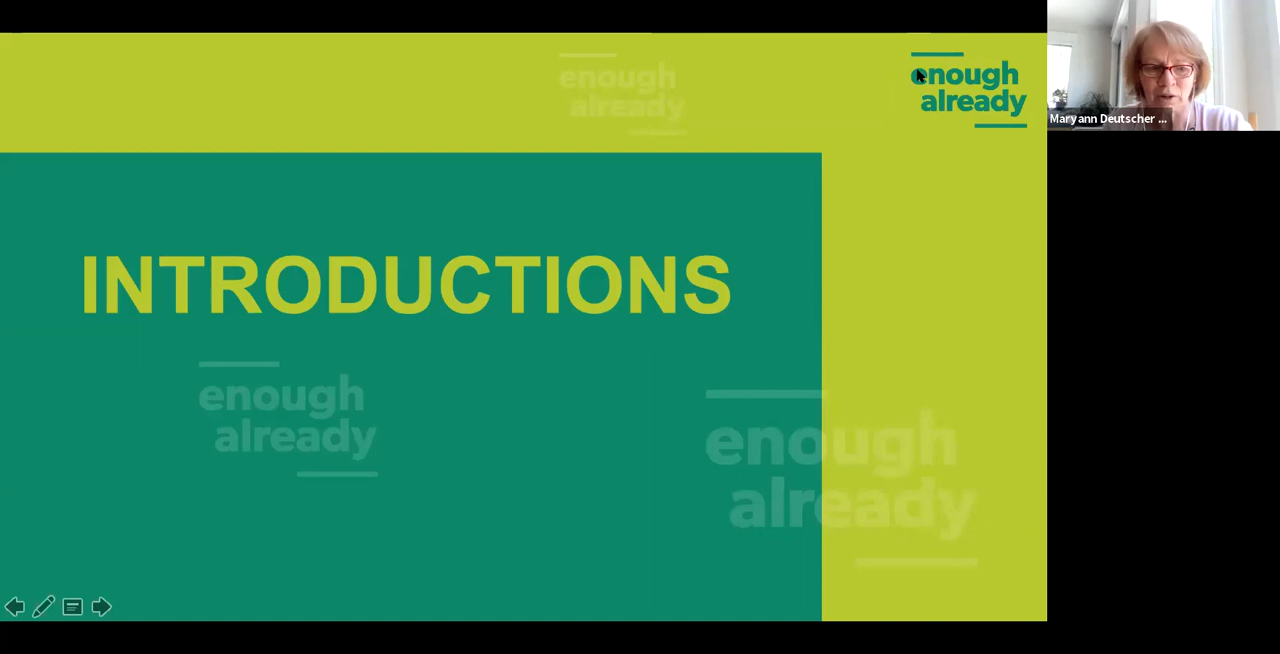 enough
already
enough
already
Maryann Deutscher ...
INTRODUCTIONS
enough
already
enough
already